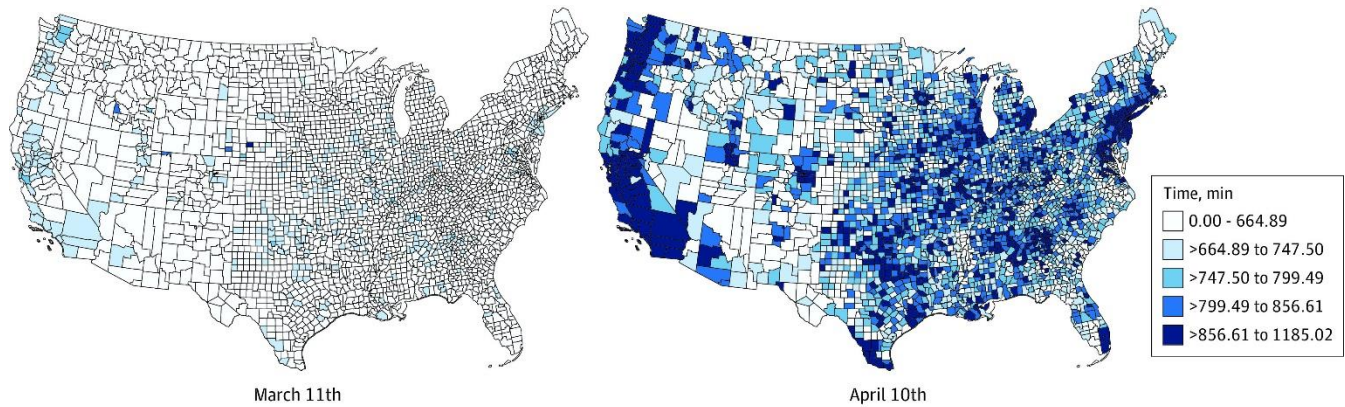 Time, min
0.00 - 664.89
>664.89 to 747.50
>747.50 to 799.49
>799.49 to 856.61
>856.61 to 1185.02
March 11th
April 10th